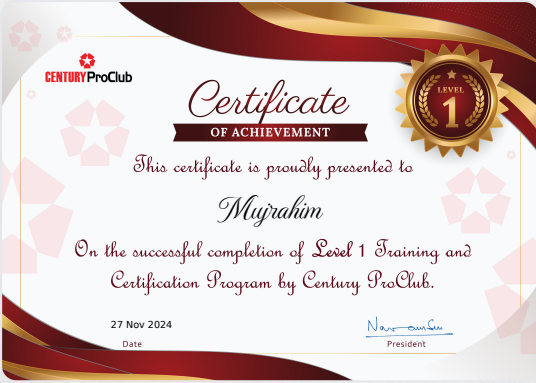 CENTURY ProClub
Certificate
OF ACHIEVEMENT
LEVEL
1
This certificate is proudly presented to
Mujrahim
On the successful completion of Level 1 Training and
Certification Program by Century ProClub.
27 Nov 2024
Date
President